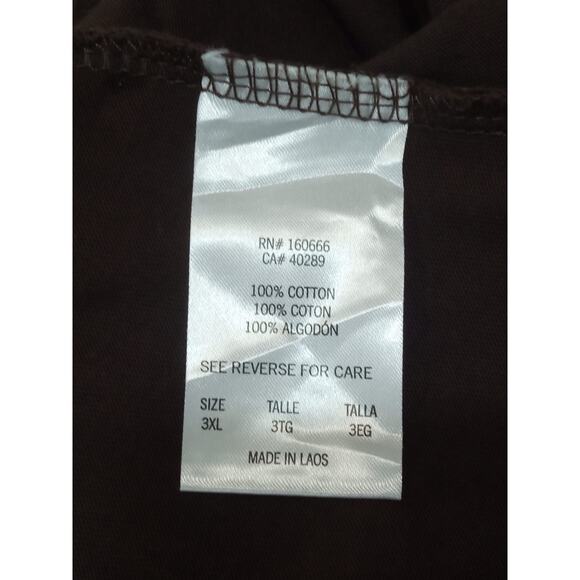 RN# 160666
CA# 40289
100% COTTON
100% COTON
100% ALGODÓN
SEE REVERSE FOR CARE
SIZE TALLE TALLA
3XL 3TG 3EG
MADE IN LAOS